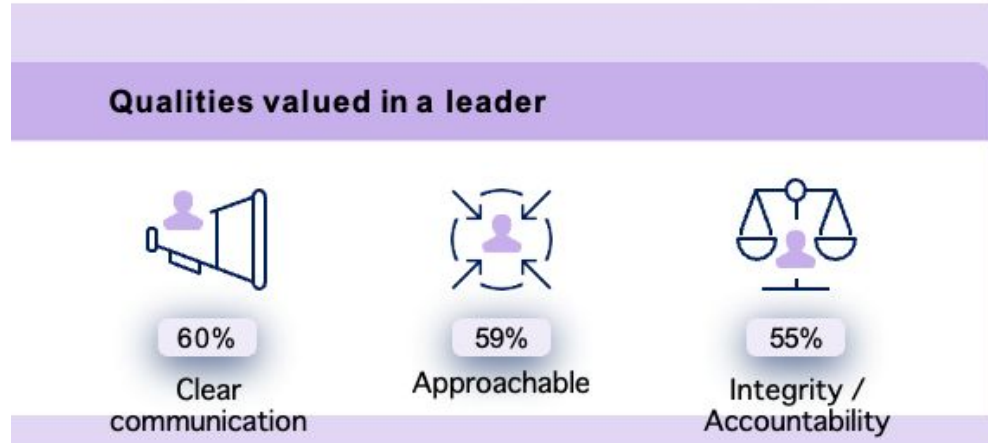 Qualities valued in a leader
60%
59%
55%
Clear
communication
Approachable
Integrity /
Accountability